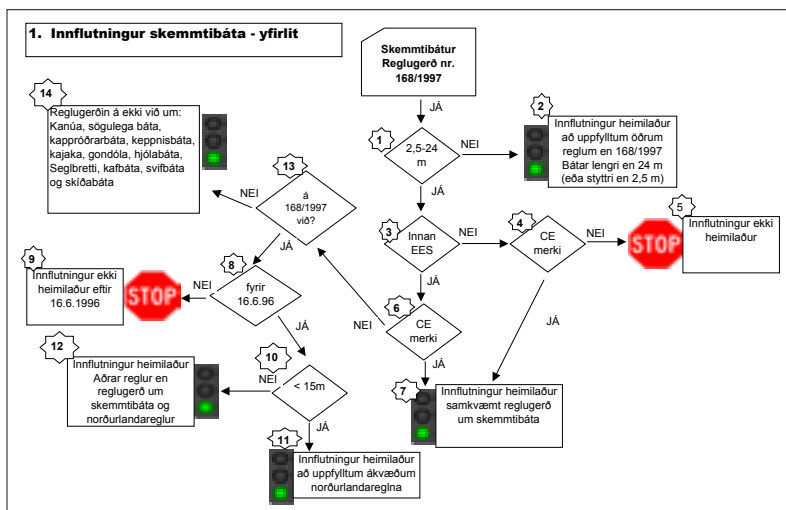 1. Innflutningur skemmtibáta - yfirlit
Skemmtibátur
Reglugerð nr.
168/1997
JÁ
1
2,5-24
m
NEI
2
Innflutningur heimilaður
að uppfylltum öðrum
reglum en 168/1997
Bátar lengri en 24 m
(eða styttri en 2,5 m)
JÁ
3
Innan
EES
NEI
4
CE
merki
NEI
STOP
5
Innflutningur ekki
heimilaður
JÁ
JÁ
6
CE
merki
NEI
JÁ
7
Innflutningur heimilaður
samkvæmt reglugerð
um skemmtibáta
13
á
168/1997
við?
NEI
14
Reglugerðin á ekki við um:
Kanúa, sögulega báta,
kappróðrarbáta, keppnisbáta,
kajaka, gondóla, hjólabáta,
Seglbretti, kafbáta, svifbáta
og skíðabáta
JÁ
8
fyrir
16.6.96
NEI
STOP
9
Innflutningur ekki
heimilaður eftir
16.6.1996
JÁ
10
< 15m
NEI
12
Innflutningur heimilaður
Aðrar reglur en
reglugerð um
skemmtibáta og
norðurlandareglur
JÁ
11
Innflutningur heimilaður
að uppfylltum ákvæðum
norðurlandareglna